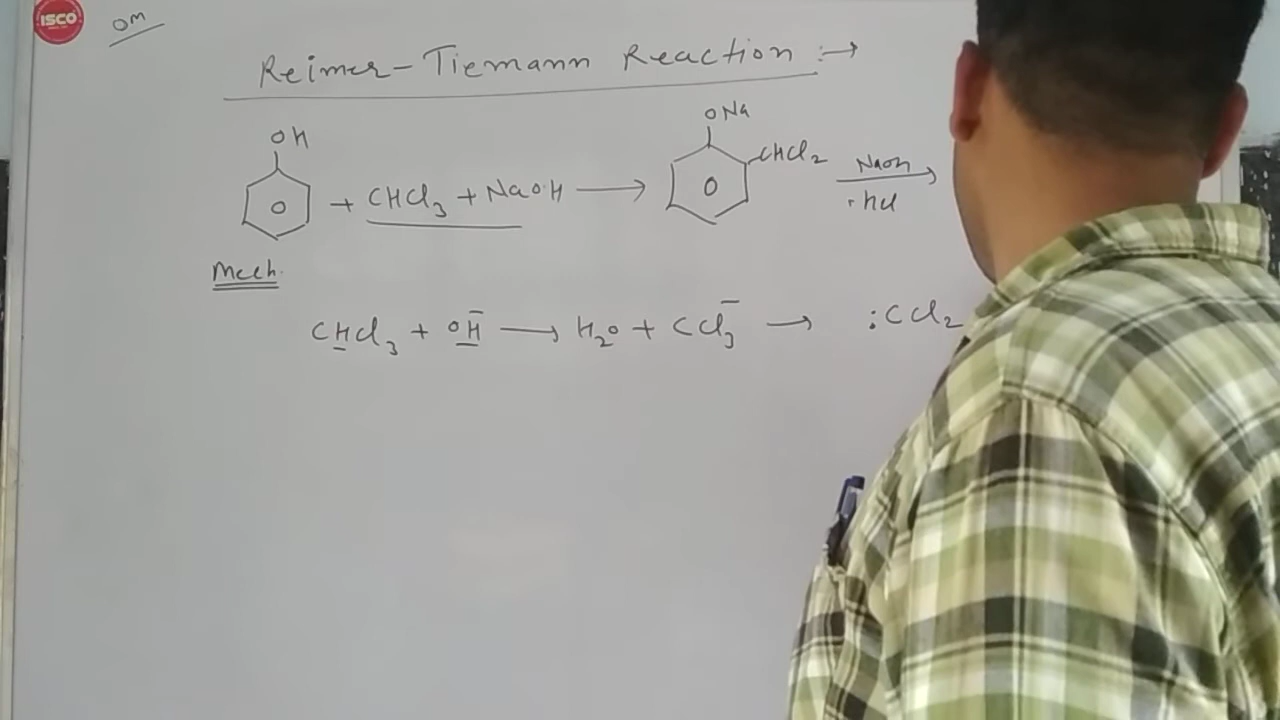 ISCO
OM
Reimer-Tiemann Reaction :→
OH
ONa
CHCl₂
+ CHCl₃ + NaOH ⟶
NaOH
⟶
HCl
Mech.
CHCl₃ + OH⁻ ⟶ H₂O + CCl₃⁻ ⟶ :CCl₂